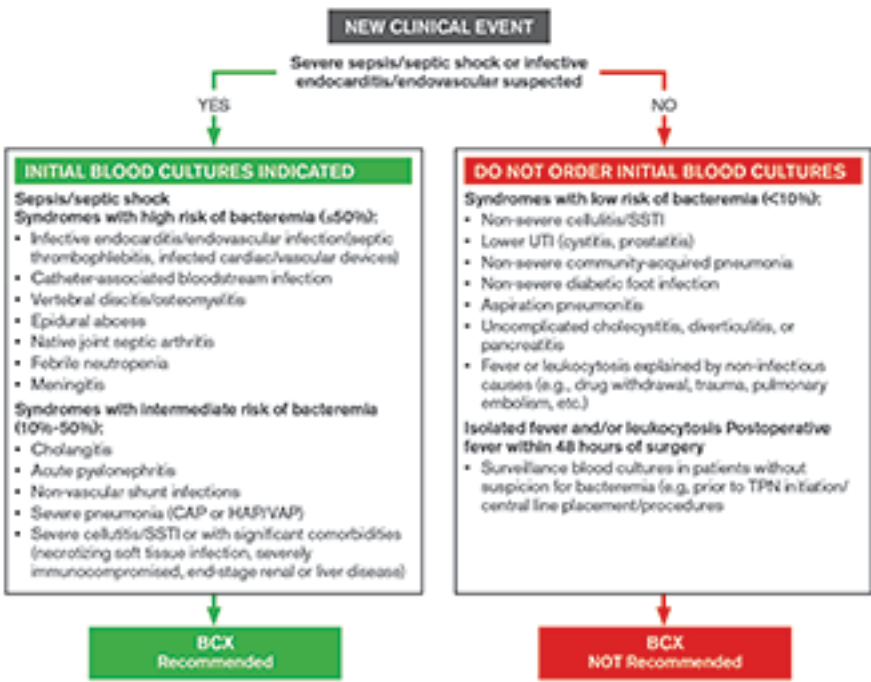 NEW CLINICAL EVENT
Severe sepsis/septic shock or infective
endocarditis/endovascular suspected
YES
NO
INITIAL BLOOD CULTURES INDICATED
Sepsis/septic shock
Syndromes with high risk of bacteremia (≤50%):
• Infective endocarditis/endovascular infection(septic
thrombophlebitis, infected cardiac/vascular devices)
• Catheter-associated bloodstream infection
• Vertebral discitis/osteomyelitis
• Epidural abcess
• Native joint septic arthritis
• Febrile neutropenia
• Meningitis
Syndromes with intermediate risk of bacteremia
(10%-50%):
• Cholangitis
• Acute pyelonephritis
• Non-vascular shunt infections
• Severe pneumonia (CAP or HAP/VAP)
• Severe cellutitis/SSTI or with significant comorbidities
(necrotizing soft tissue infection, severely
immunocompromised, end-stage renal or liver disease)
BCX
Recommended
DO NOT ORDER INITIAL BLOOD CULTURES
Syndromes with low risk of bacteremia (<10%):
• Non-severe cellulitis/SSTI
• Lower UTI (cystitis, prostatitis)
• Non-severe community-acquired pneumonia
• Non-severe diabetic foot infection
• Aspiration pneumonitis
• Uncomplicated cholecystitis, diverticulitis, or
pancreatitis
• Fever or leukocytosis explained by non-infectious
causes (e.g., drug withdrawal, trauma, pulmonary
embolism, etc.)
Isolated fever and/or leukocytosis Postoperative
fever within 48 hours of surgery
• Surveillance blood cultures in patients without
suspicion for bacteremia (e.g, prior to TPN initiation/
central line placement/procedures
BCX
NOT Recommended